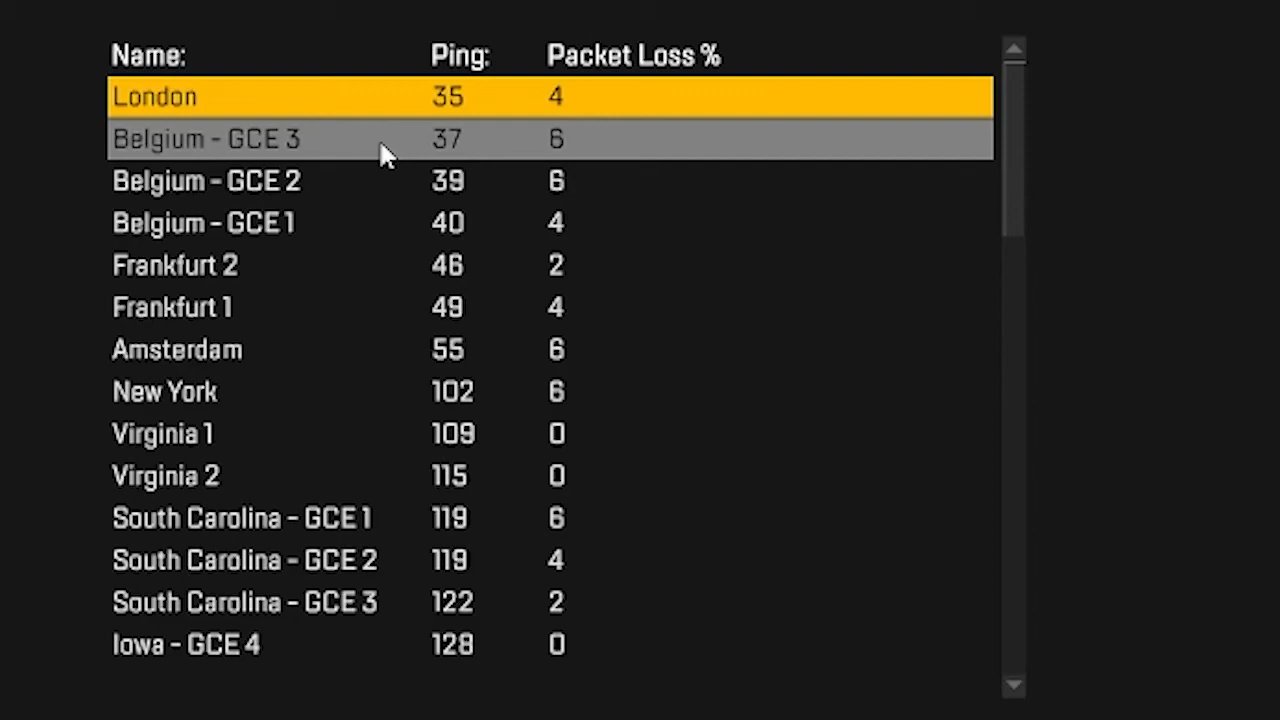 Name: Ping: Packet Loss %
London 35 4
Belgium - GCE 3 37 6
Belgium - GCE 2 39 6
Belgium - GCE 1 40 4
Frankfurt 2 46 2
Frankfurt 1 49 4
Amsterdam 55 6
New York 102 6
Virginia 1 109 0
Virginia 2 115 0
South Carolina - GCE 1 119 6
South Carolina - GCE 2 119 4
South Carolina - GCE 3 122 2
Iowa - GCE 4 128 0